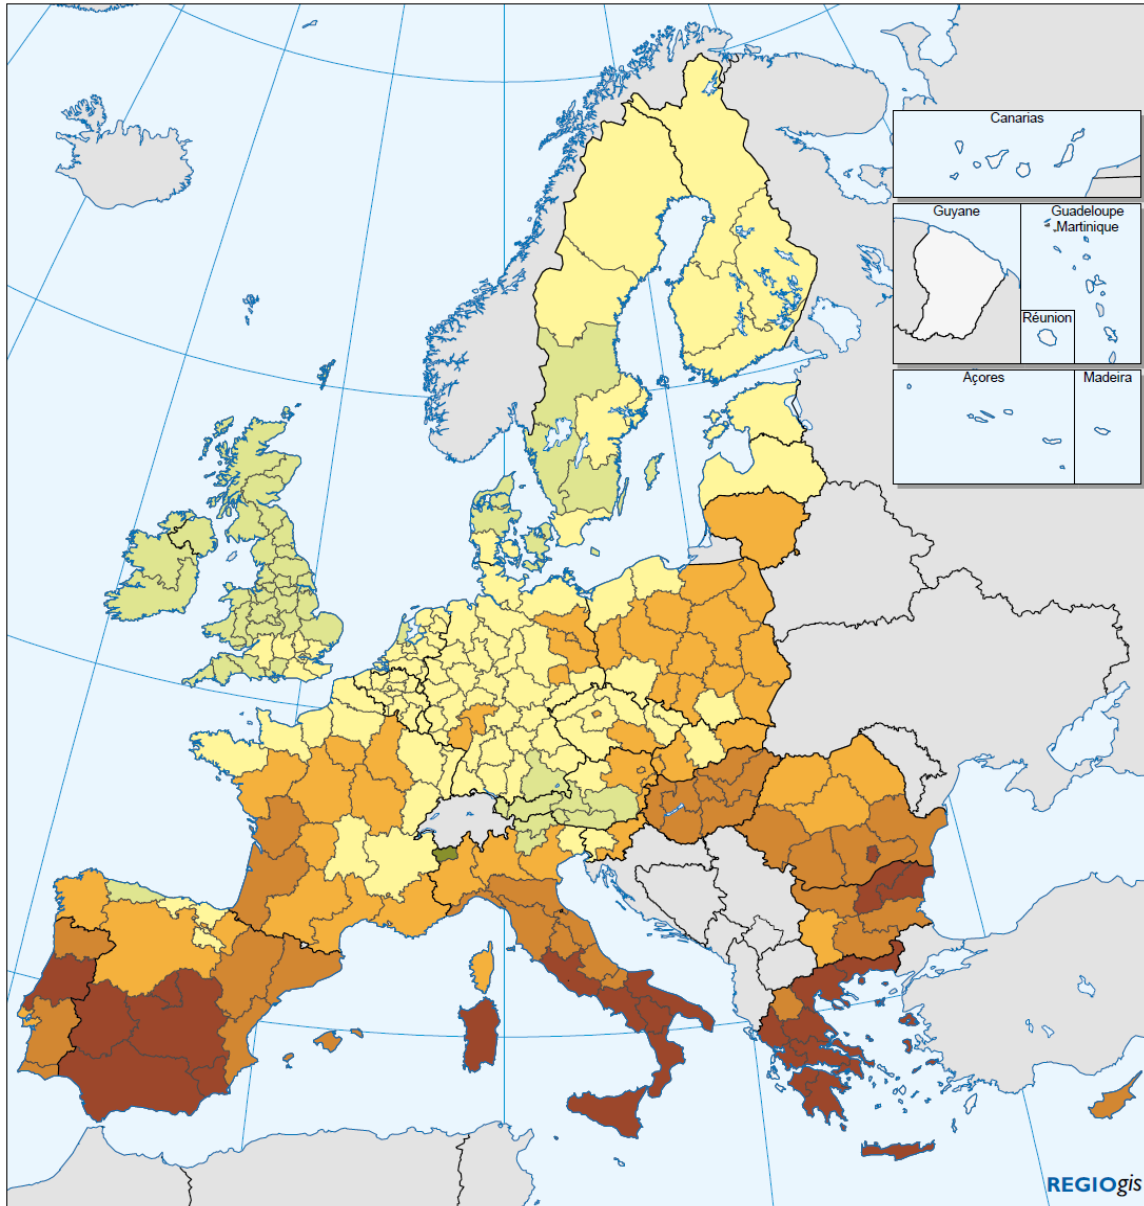 Canarias
Guyane
Guadeloupe
Martinique
Réunion
Açores
Madeira
REGIOgis